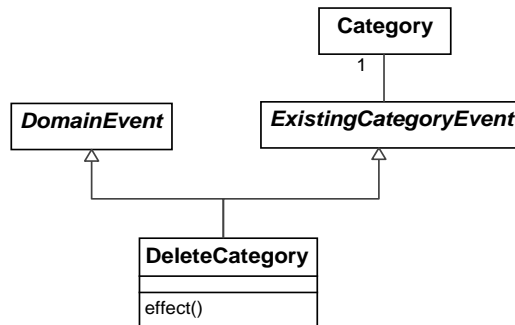 Category
1
DomainEvent
ExistingCategoryEvent
DeleteCategory
effect()